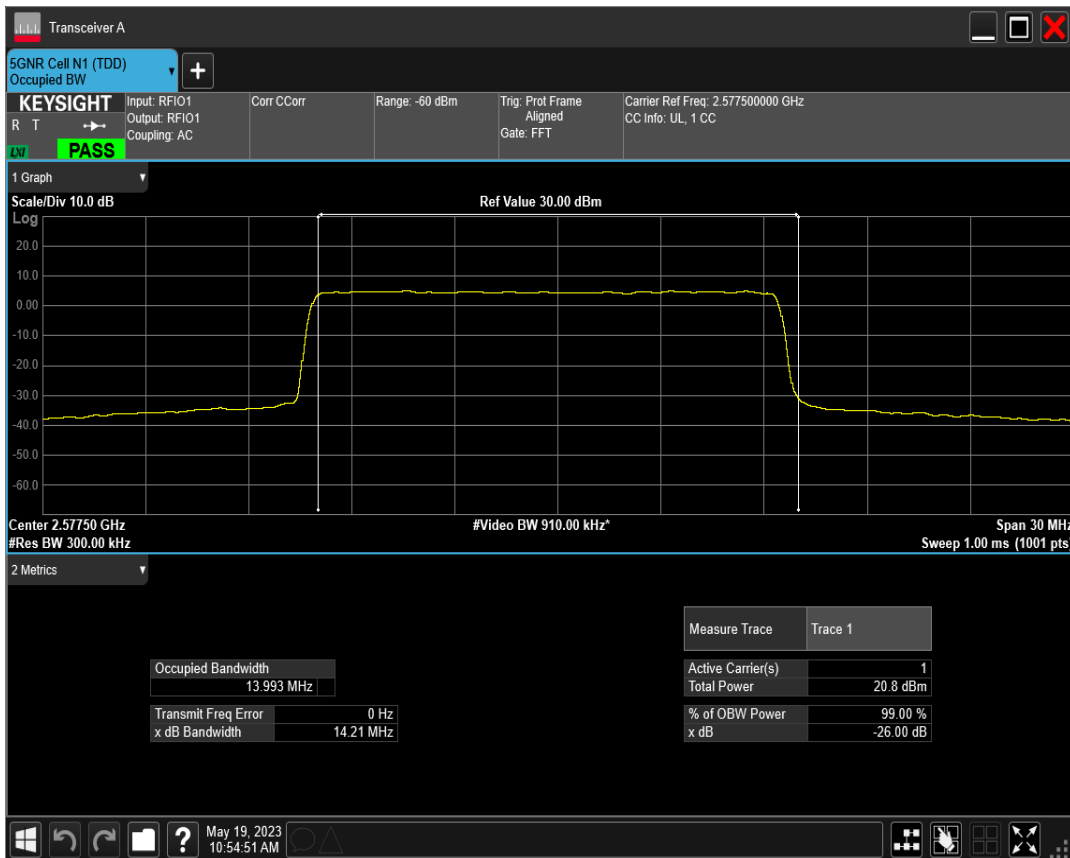 Transceiver A
5GNR Cell N1 (TDD)
Occupied BW
+
KEYSIGHT
R T
LXI
PASS
Input: RFIO1
Output: RFIO1
Coupling: AC
Corr CCorr
Range: -60 dBm
Trig: Prot Frame
Aligned
Gate: FFT
Carrier Ref Freq: 2.577500000 GHz
CC Info: UL, 1 CC
1 Graph
Scale/Div 10.0 dB
Ref Value 30.00 dBm
Log
20.0
10.0
0.00
-10.0
-20.0
-30.0
-40.0
-50.0
-60.0
Center 2.57750 GHz
#Video BW 910.00 kHz*
Span 30 MHz
#Res BW 300.00 kHz
Sweep 1.00 ms (1001 pts)
2 Metrics
Measure Trace Trace 1
Occupied Bandwidth
13.993 MHz
Active Carrier(s) 1
Total Power 20.8 dBm
Transmit Freq Error 0 Hz
x dB Bandwidth 14.21 MHz
% of OBW Power 99.00 %
x dB -26.00 dB
?
May 19, 2023
10:54:51 AM